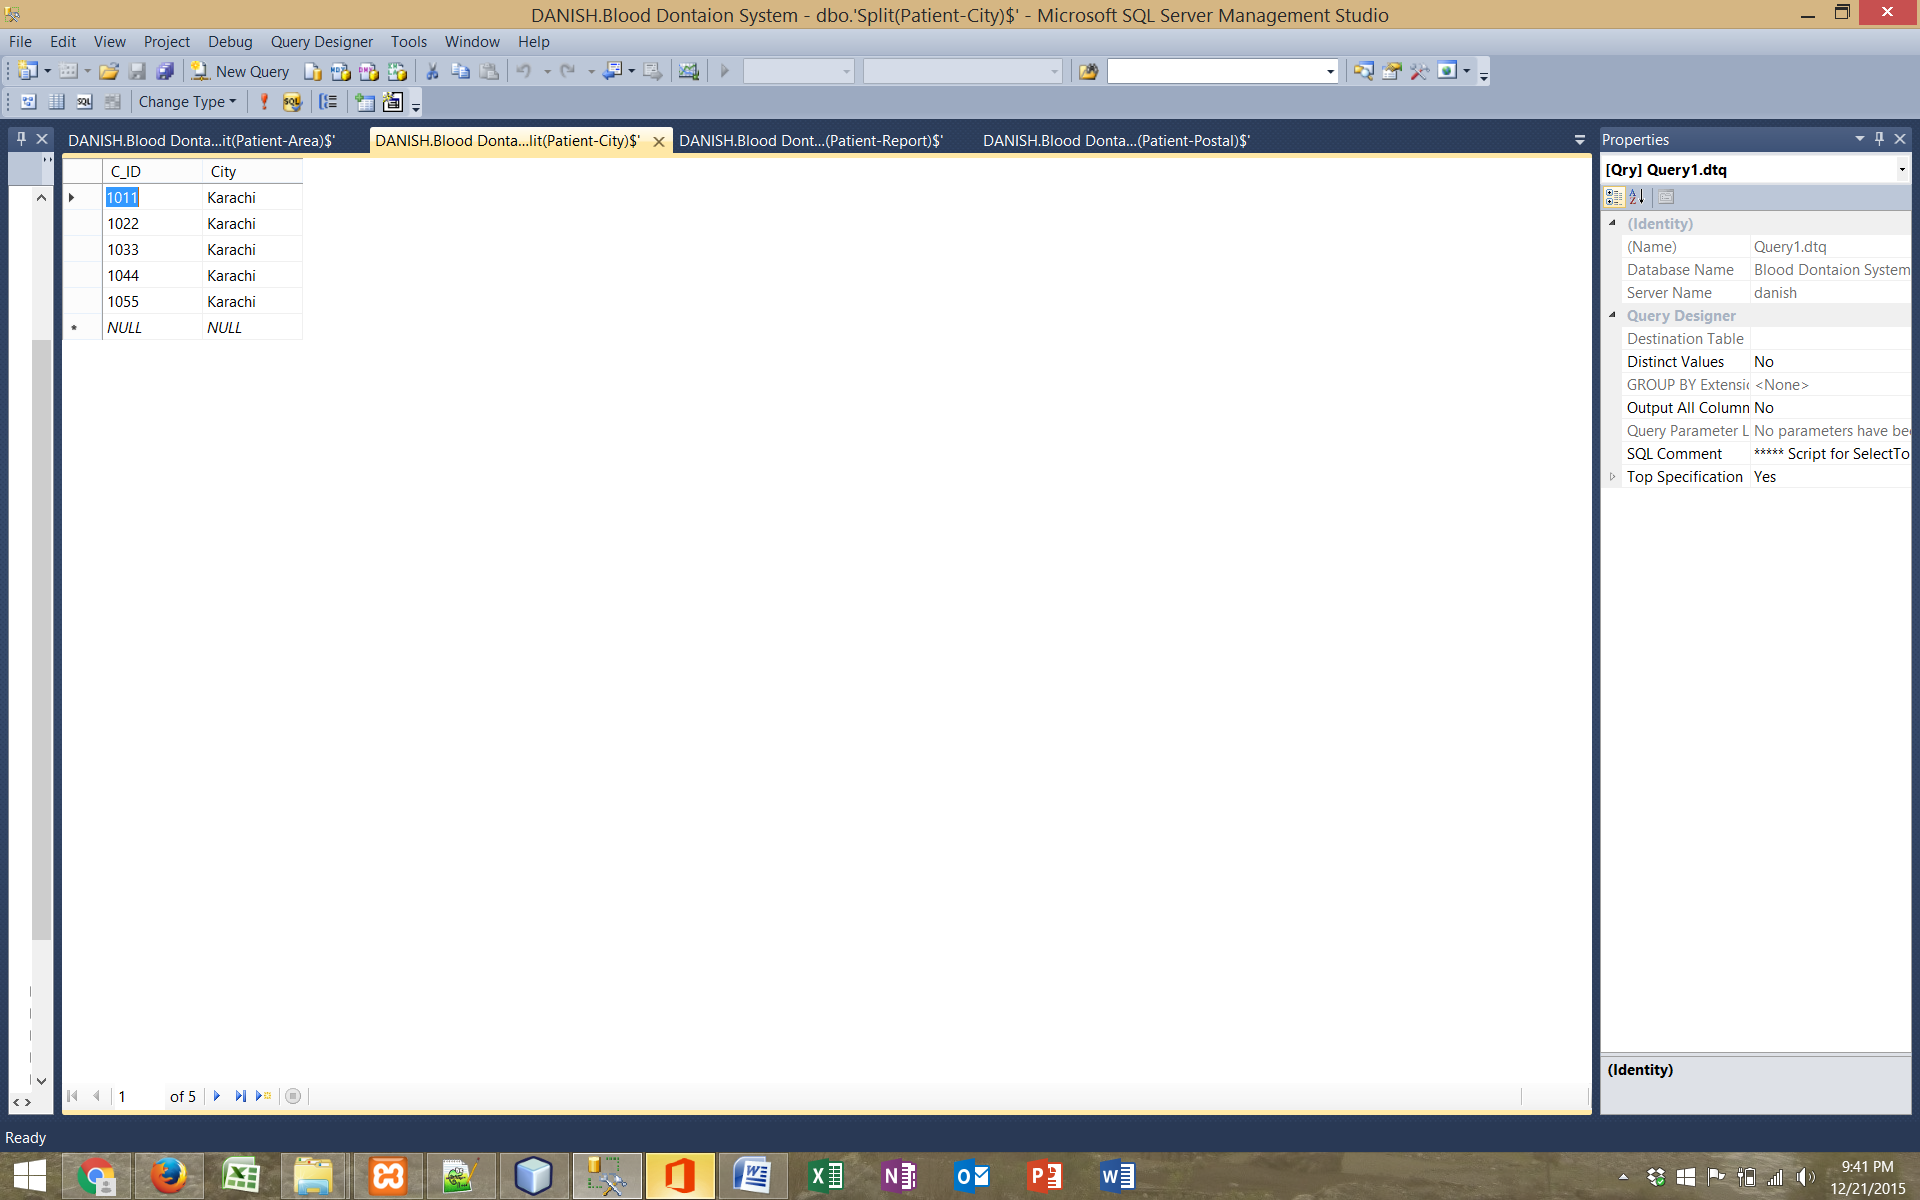 DANISH.Blood Dontaion System - dbo.'Split(Patient-City)$' - Microsoft SQL Server Management Studio
File Edit View Project Debug Query Designer Tools Window Help
New Query
SQL Change Type SQL
DANISH.Blood Donta...it(Patient-Area)$' DANISH.Blood Donta...lit(Patient-City)$' DANISH.Blood Dont...(Patient-Report)$' DANISH.Blood Donta...(Patient-Postal)$'
C_ID City
1011 Karachi
1022 Karachi
1033 Karachi
1044 Karachi
1055 Karachi
NULL NULL
1 of 5
Properties
[Qry] Query1.dtq
(Identity)
(Name) Query1.dtq
Database Name Blood Dontaion System
Server Name danish
Query Designer
Destination Table
Distinct Values No
GROUP BY Extensic <None>
Output All Column No
Query Parameter L No parameters have bee
SQL Comment ***** Script for SelectTo
Top Specification Yes
(Identity)
Ready
9:41 PM
12/21/2015